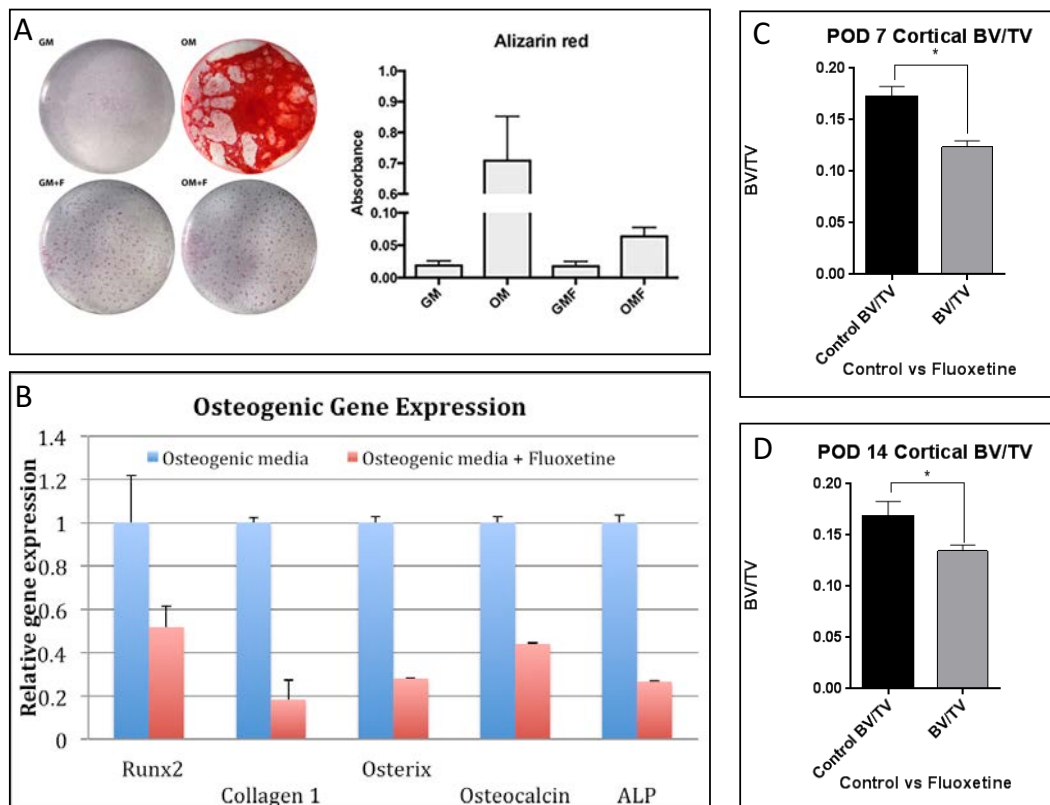 A
GM
OM
GM+F
OM+F
Alizarin red
Absorbance
1.0
0.9
0.8
0.7
0.6
0.10
0.05
0.00
GM
OM
GMF
OMF
B
Osteogenic Gene Expression
Osteogenic media
Osteogenic media + Fluoxetine
Relative gene expression
1.4
1.2
1
0.8
0.6
0.4
0.2
0
Runx2
Collagen 1
Osterix
Osteocalcin
ALP
C
POD 7 Cortical BV/TV
*
BV/TV
0.20
0.15
0.10
0.05
0.00
Control BV/TV
BV/TV
Control vs Fluoxetine
D
POD 14 Cortical BV/TV
*
BV/TV
0.20
0.15
0.10
0.05
0.00
Control BV/TV
BV/TV
Control vs Fluoxetine